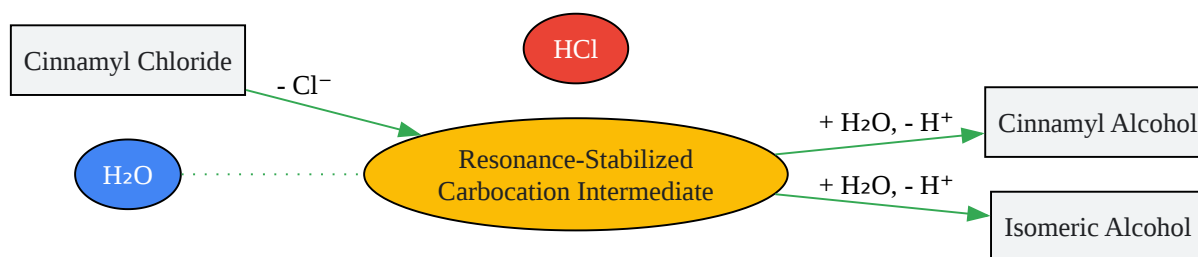 Cinnamyl Chloride
- Cl⁻
HCl
H₂O
Resonance-Stabilized
Carbocation Intermediate
+ H₂O, - H⁺
Cinnamyl Alcohol
+ H₂O, - H⁺
Isomeric Alcohol